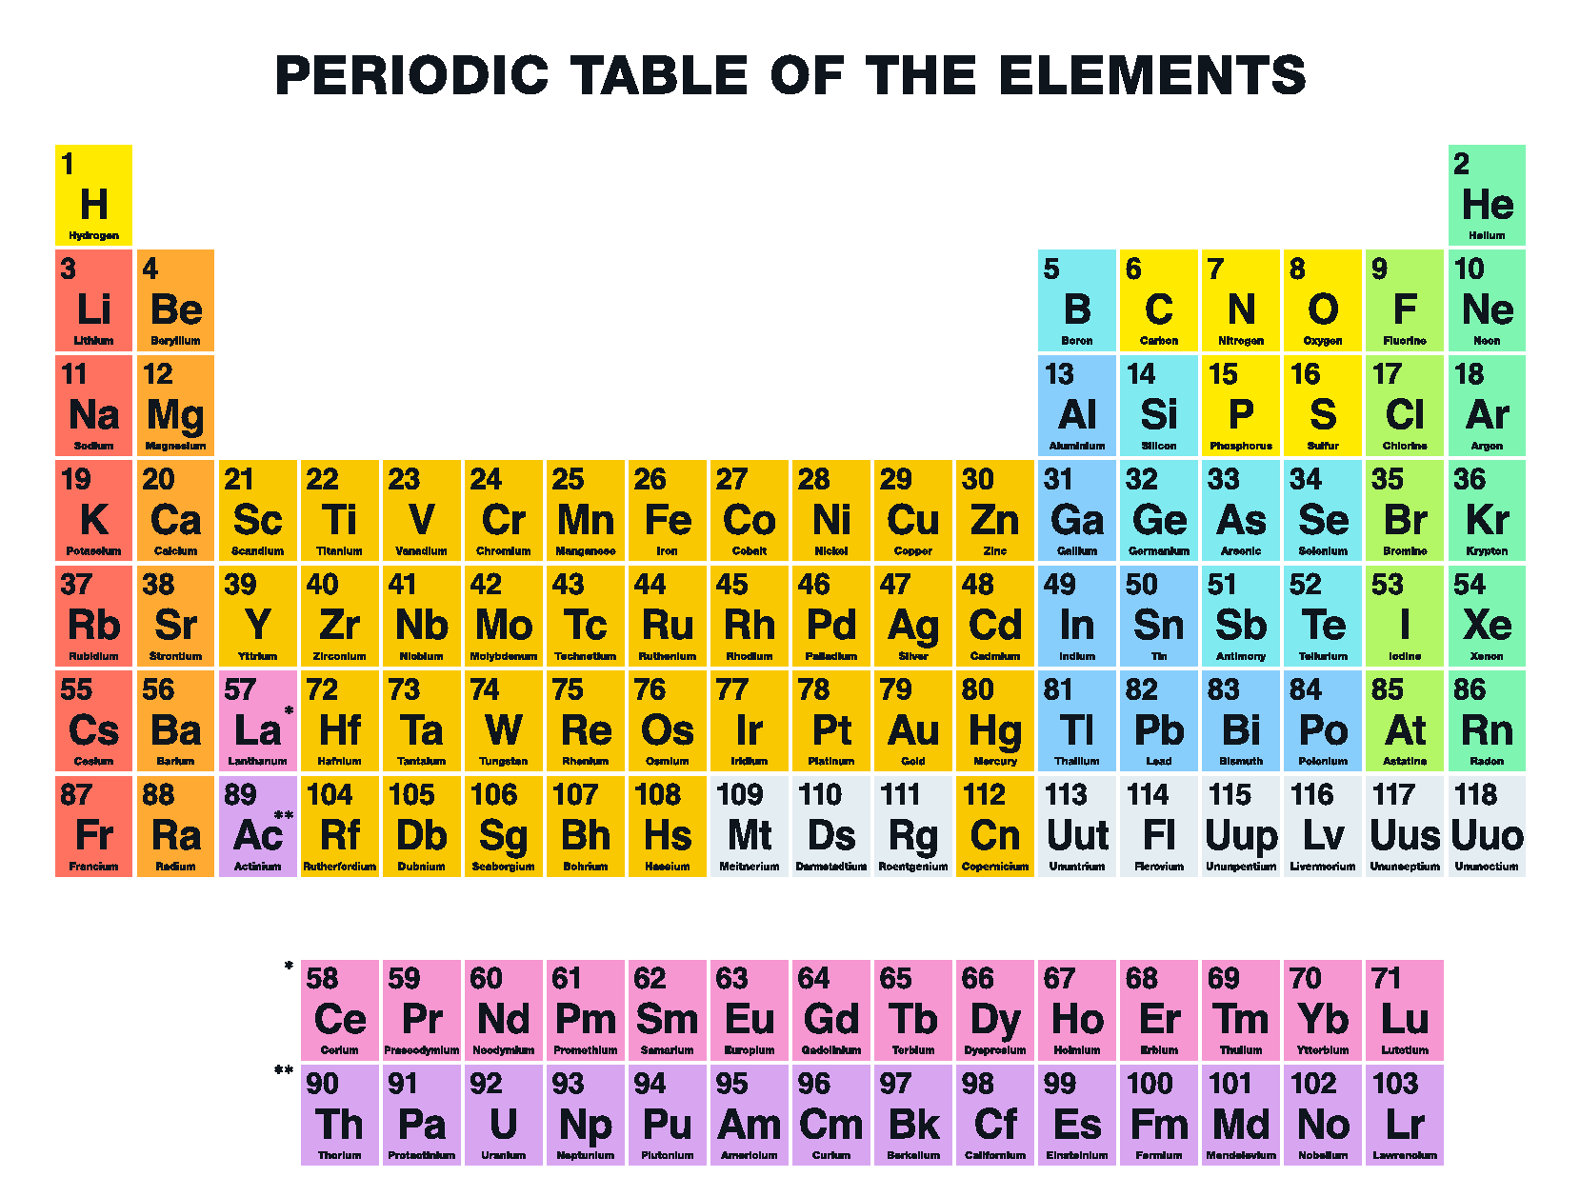 PERIODIC TABLE OF THE ELEMENTS
1 2
H He
Hydrogen Helium
3 4 5 6 7 8 9 10
Li Be B C N O F Ne
Lithium Beryllium Boron Carbon Nitrogen Oxygen Fluorine Neon
11 12 13 14 15 16 17 18
Na Mg Al Si P S Cl Ar
Sodium Magnesium Aluminium Silicon Phosphorus Sulfur Chlorine Argon
19 20 21 22 23 24 25 26 27 28 29 30 31 32 33 34 35 36
K Ca Sc Ti V Cr Mn Fe Co Ni Cu Zn Ga Ge As Se Br Kr
Potassium Calcium Scandium Titanium Vanadium Chromium Manganese Iron Cobalt Nickel Copper Zinc Gallium Germanium Arsenic Selenium Bromine Krypton
37 38 39 40 41 42 43 44 45 46 47 48 49 50 51 52 53 54
Rb Sr Y Zr Nb Mo Tc Ru Rh Pd Ag Cd In Sn Sb Te I Xe
Rubidium Strontium Yttrium Zirconium Niobium Molybdenum Technetium Ruthenium Rhodium Palladium Silver Cadmium Indium Tin Antimony Tellurium Iodine Xenon
55 56 57 72 73 74 75 76 77 78 79 80 81 82 83 84 85 86
Cs Ba La* Hf Ta W Re Os Ir Pt Au Hg Tl Pb Bi Po At Rn
Cesium Barium Lanthanum Hafnium Tantalum Tungsten Rhenium Osmium Iridium Platinum Gold Mercury Thallium Lead Bismuth Polonium Astatine Radon
87 88 89 104 105 106 107 108 109 110 111 112 113 114 115 116 117 118
Fr Ra Ac** Rf Db Sg Bh Hs Mt Ds Rg Cn Uut Fl Uup Lv Uus Uuo
Francium Radium Actinium Rutherfordium Dubnium Seaborgium Bohrium Hassium Meitnerium Darmstadtium Roentgenium Copernicium Ununtrium Flerovium Ununpentium Livermorium Ununseptium Ununoctium
* 58 59 60 61 62 63 64 65 66 67 68 69 70 71
Ce Pr Nd Pm Sm Eu Gd Tb Dy Ho Er Tm Yb Lu
Cerium Praseodymium Neodymium Promethium Samarium Europium Gadolinium Terbium Dysprosium Holmium Erbium Thulium Ytterbium Lutetium
** 90 91 92 93 94 95 96 97 98 99 100 101 102 103
Th Pa U Np Pu Am Cm Bk Cf Es Fm Md No Lr
Thorium Protactinium Uranium Neptunium Plutonium Americium Curium Berkelium Californium Einsteinium Fermium Mendelevium Nobelium Lawrencium